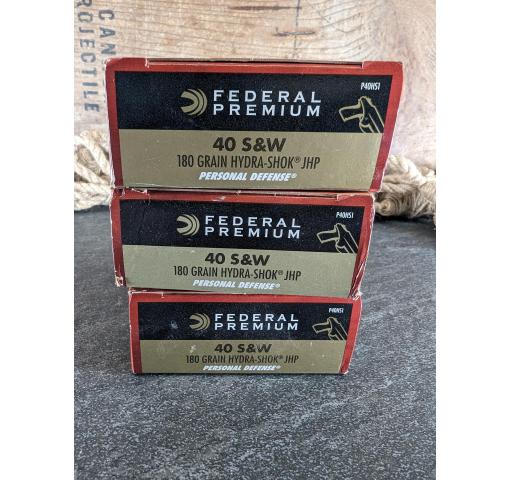 CAN
PROJECTILE
P40HS1
FEDERAL
PREMIUM
40 S&W
180 GRAIN HYDRA-SHOK® JHP
PERSONAL DEFENSE®
P40HS1
FEDERAL
PREMIUM
40 S&W
180 GRAIN HYDRA-SHOK® JHP
PERSONAL DEFENSE®
P40HS1
FEDERAL
PREMIUM
40 S&W
180 GRAIN HYDRA-SHOK® JHP
PERSONAL DEFENSE®